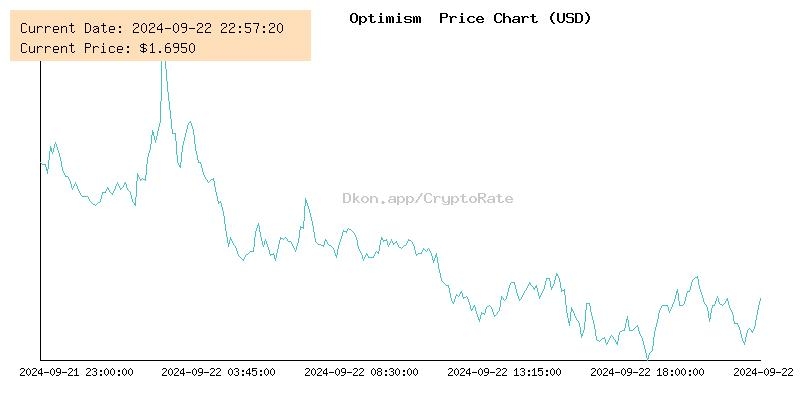 Optimism  Price Chart (USD)
Current Date: 2024-09-22 22:57:20
Current Price: $1.6950
Dkon.app/CryptoRate
2024-09-21 23:00:00 2024-09-22 03:45:00 2024-09-22 08:30:00 2024-09-22 13:15:00 2024-09-22 18:00:00 2024-09-22